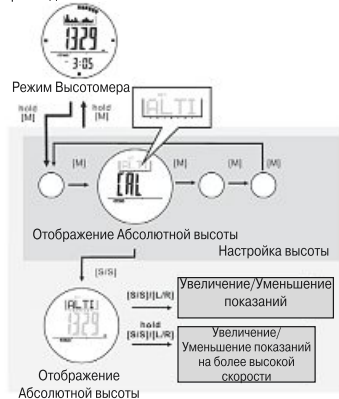 1329
3:05
Режим Высотомера
hold
[M]
hold
[M]
ALTI
[M]
[M]
[M]
[M]
ALTI
CAL
Отображение Абсолютной высоты
Настройка высоты
[S/S]
ALTI
1329
[S/S]/[L/R]
Увеличение/Уменьшение
показаний
hold
[S/S]/[L/R]
Увеличение/
Уменьшение показаний
на более высокой
скорости
Отображение
Абсолютной высоты